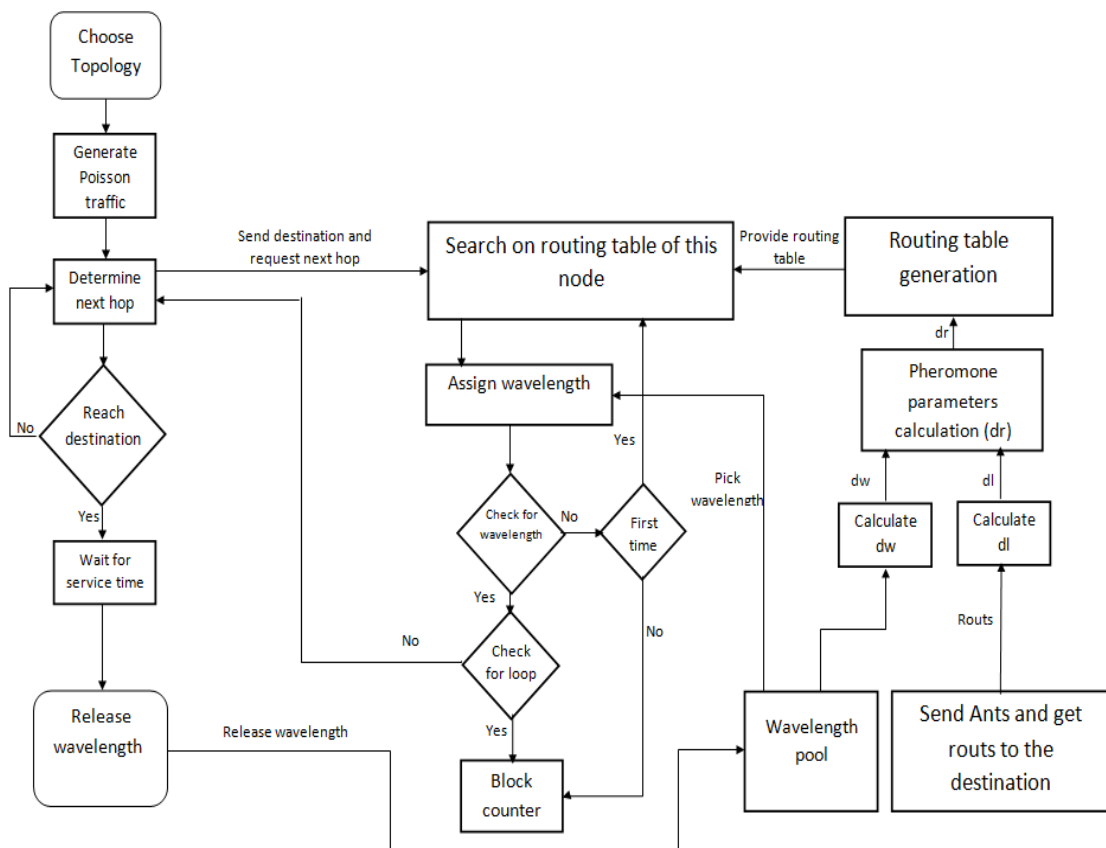 Choose
Topology
Generate
Poisson
traffic
Send destination and
request next hop
Determine
next hop
Search on routing table of this
node
Provide routing
table
Routing table
generation
dr
Pheromone
parameters
calculation (dr)
dw
dl
Calculate
dw
Calculate
dl
Routs
Send Ants and get
routs to the
destination
Assign wavelength
Yes
Pick
wavelength
No
Reach
destination
Yes
Wait for
service time
Check for
wavelength
No
First
time
Yes
No
No
Check
for loop
Yes
Block
counter
Release
wavelength
Release wavelength
Wavelength
pool